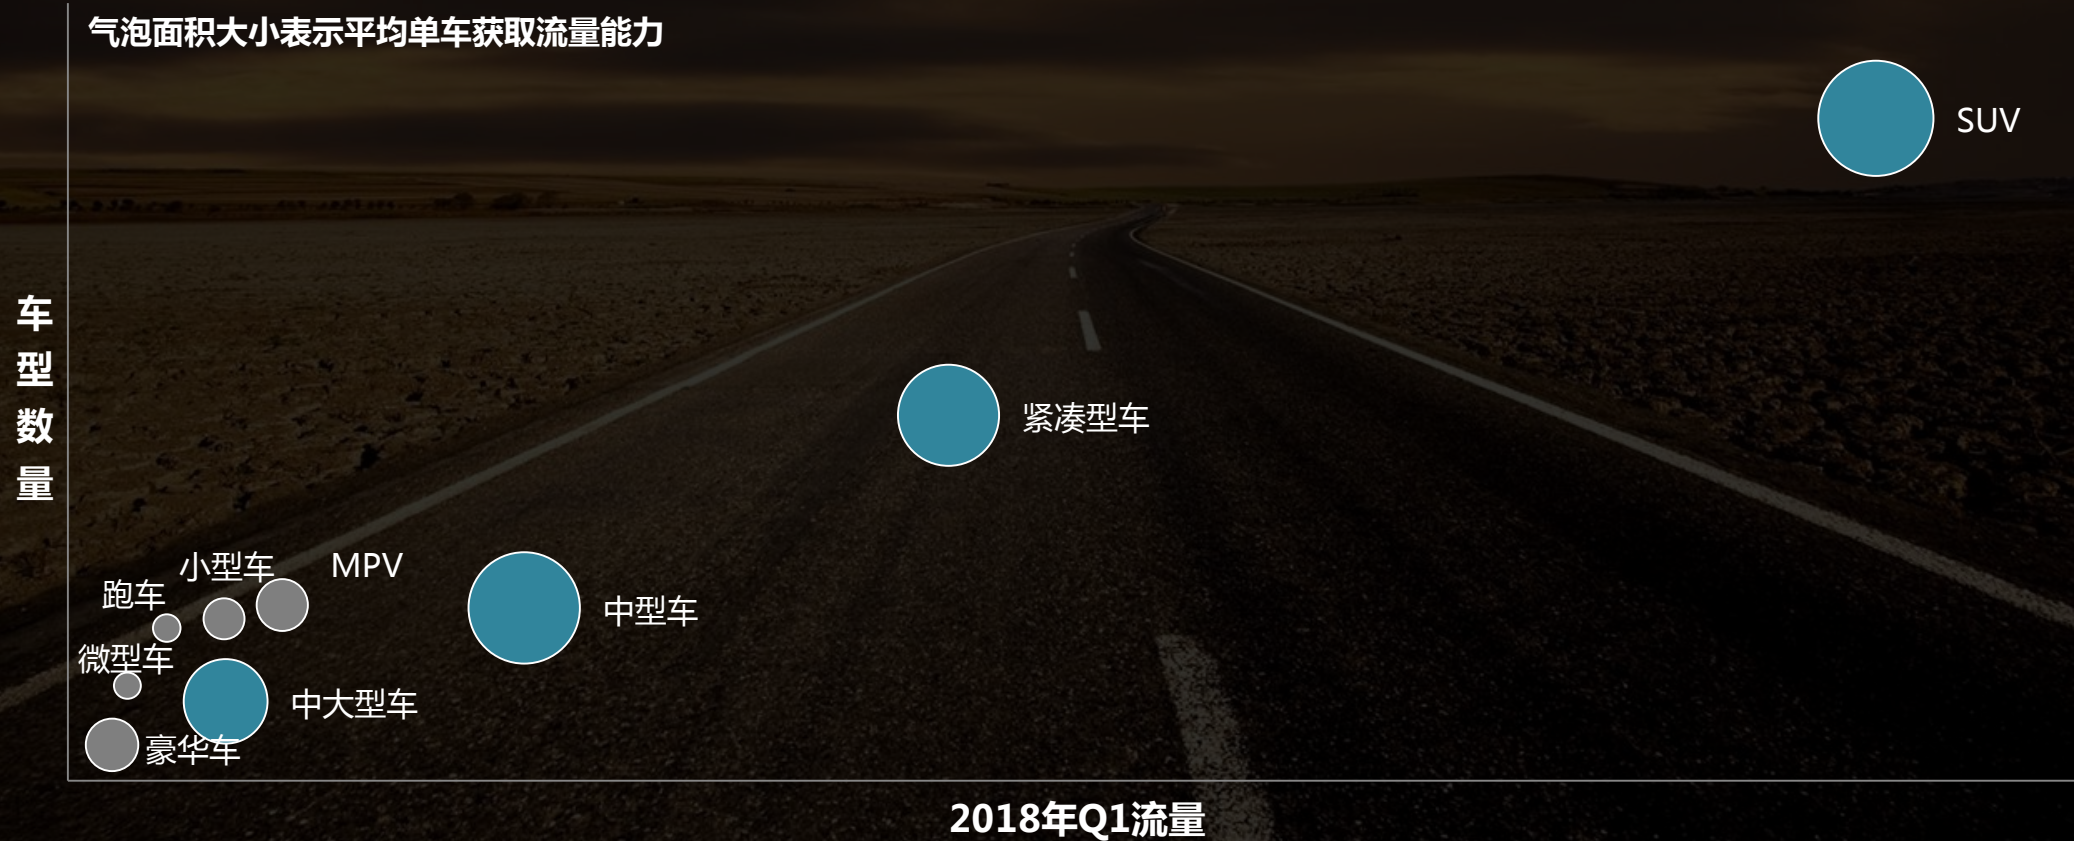 气泡面积大小表示平均单车获取流量能力
SUV
车型数量
紧凑型车
小型车
MPV
跑车
中型车
微型车
中大型车
豪华车
2018年Q1流量